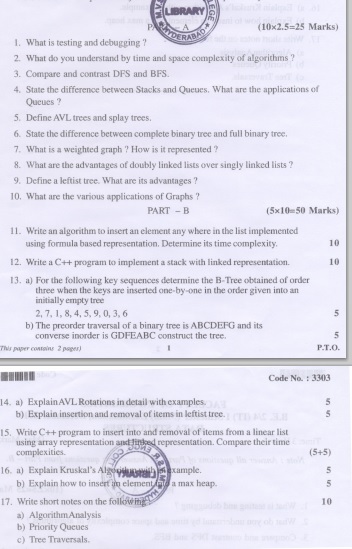 LIBRARY
HYDERABAD
PART A (10×2.5=25 Marks)
1. What is testing and debugging ?
2. What do you understand by time and space complexity of algorithms ?
3. Compare and contrast DFS and BFS.
4. State the difference between Stacks and Queues. What are the applications of
Queues ?
5. Define AVL trees and splay trees.
6. State the difference between complete binary tree and full binary tree.
7. What is a weighted graph ? How is it represented ?
8. What are the advantages of doubly linked lists over singly linked lists ?
9. Define a leftist tree. What are its advantages ?
10. What are the various applications of Graphs ?
PART – B (5×10=50 Marks)
11. Write an algorithm to insert an element any where in the list implemented
using formula based representation. Determine its time complexity. 10
12. Write a C++ program to implement a stack with linked representation. 10
13. a) For the following key sequences determine the B-Tree obtained of order
three when the keys are inserted one-by-one in the order given into an
initially empty tree
2, 7, 1, 8, 4, 5, 9, 0, 3, 6 5
b) The preorder traversal of a binary tree is ABCDEFG and its
converse inorder is GDFEABC construct the tree. 5
(This paper contains 2 pages) 1 P.T.O.
Code No. : 3303
14. a) Explain AVL Rotations in detail with examples. 5
b) Explain insertion and removal of items in leftist tree. 5
15. Write C++ program to insert into and removal of items from a linear list
using array representation and linked representation. Compare their time
complexities. (5+5)
16. a) Explain Kruskal's Algorithm with example. 5
b) Explain how to insert an element into a max heap. 5
17. Write short notes on the following : 10
a) Algorithm Analysis
b) Priority Queues
c) Tree Traversals.